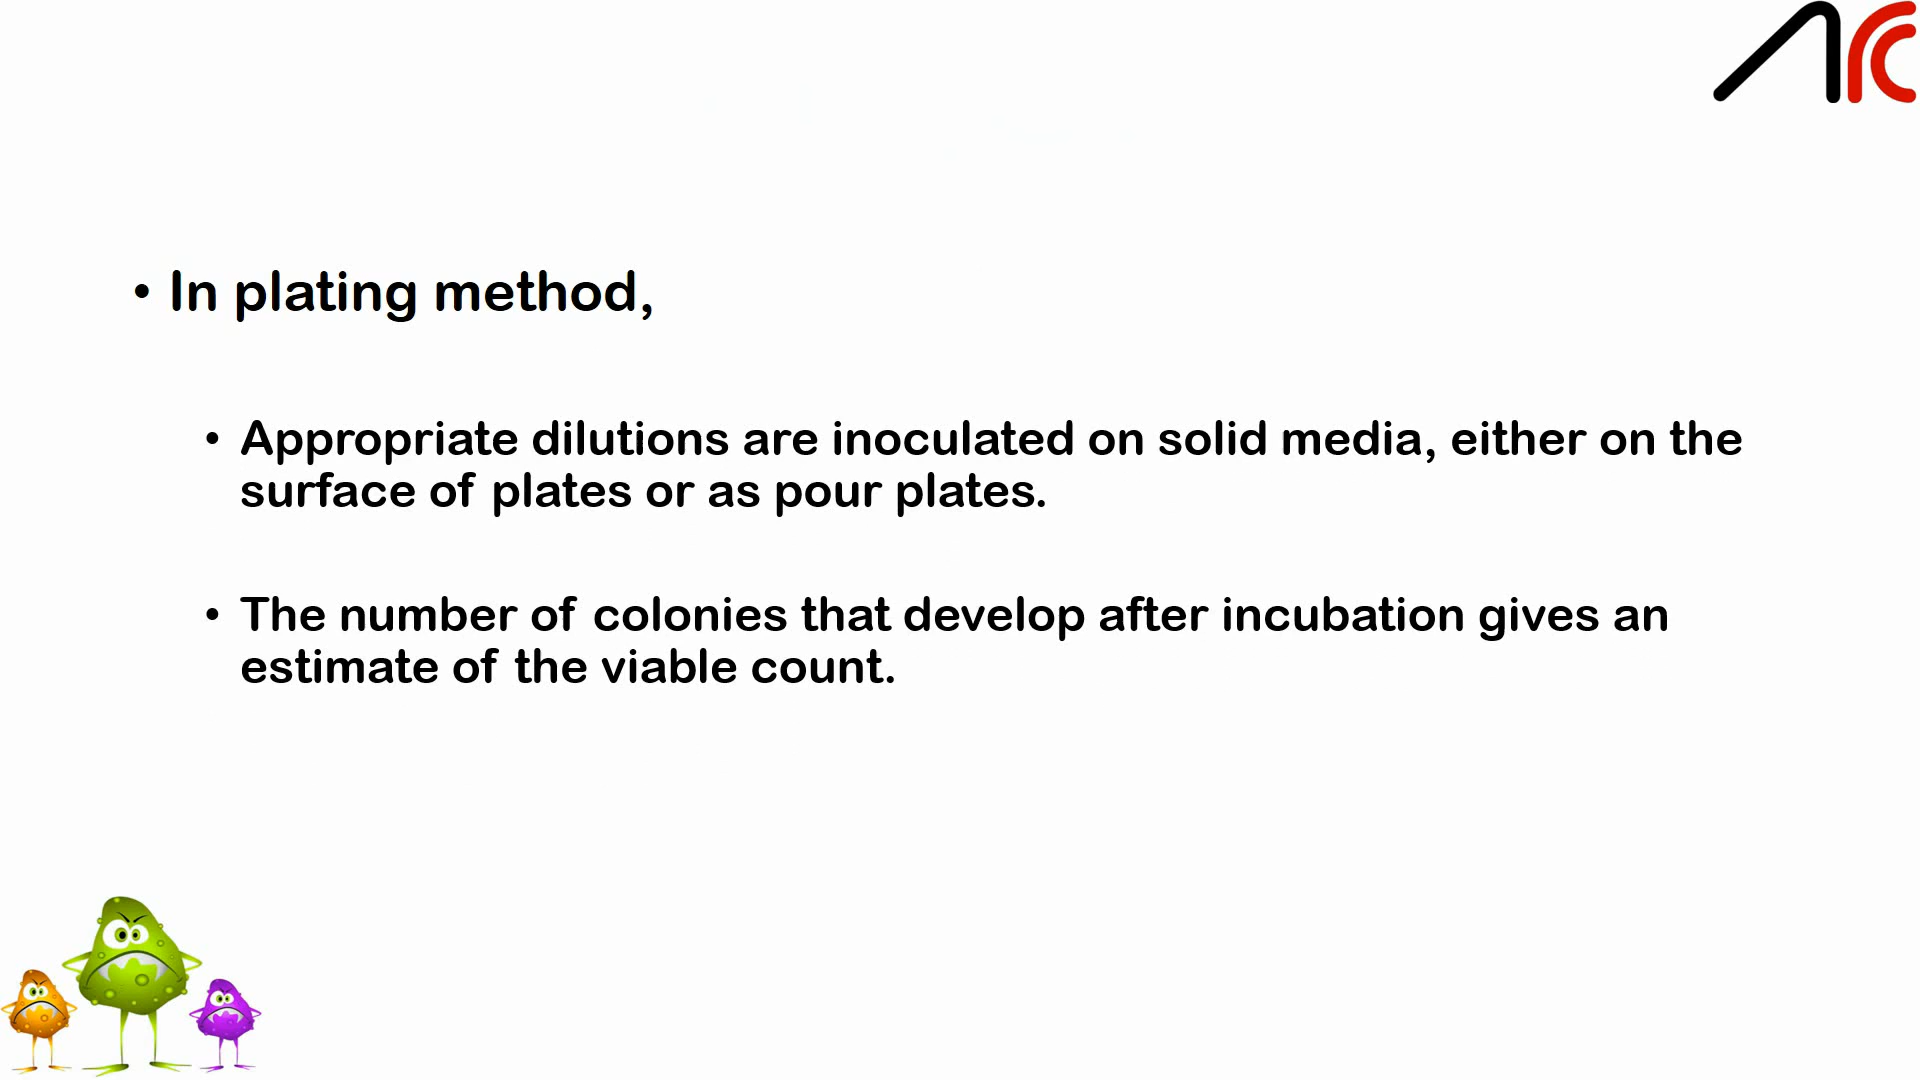 • In plating method,
• Appropriate dilutions are inoculated on solid media, either on the
surface of plates or as pour plates.
• The number of colonies that develop after incubation gives an
estimate of the viable count.